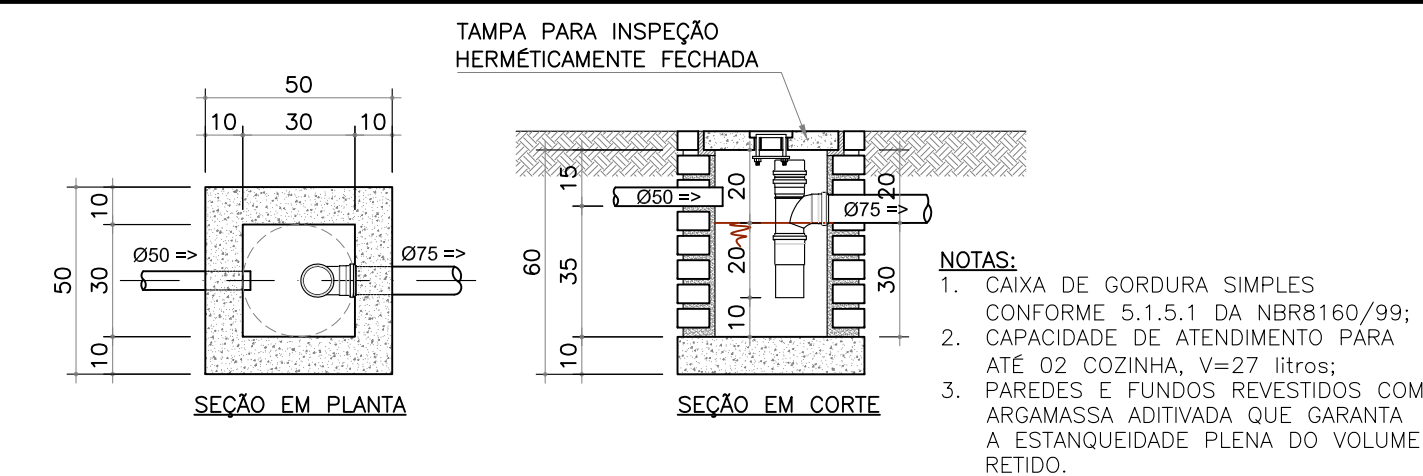 TAMPA PARA INSPEÇÃO
HERMÉTICAMENTE FECHADA
50
10 30 10
50
10
30
10
Ø50 =>
Ø75 =>
SEÇÃO EM PLANTA
60
15
35
10
Ø50 =>
20
20
10
Ø75 =>
20
30
SEÇÃO EM CORTE
NOTAS:
1. CAIXA DE GORDURA SIMPLES
CONFORME 5.1.5.1 DA NBR8160/99;
2. CAPACIDADE DE ATENDIMENTO PARA
ATÉ 02 COZINHA, V=27 litros;
3. PAREDES E FUNDOS REVESTIDOS COM
ARGAMASSA ADITIVADA QUE GARANTA
A ESTANQUEIDADE PLENA DO VOLUME
RETIDO.